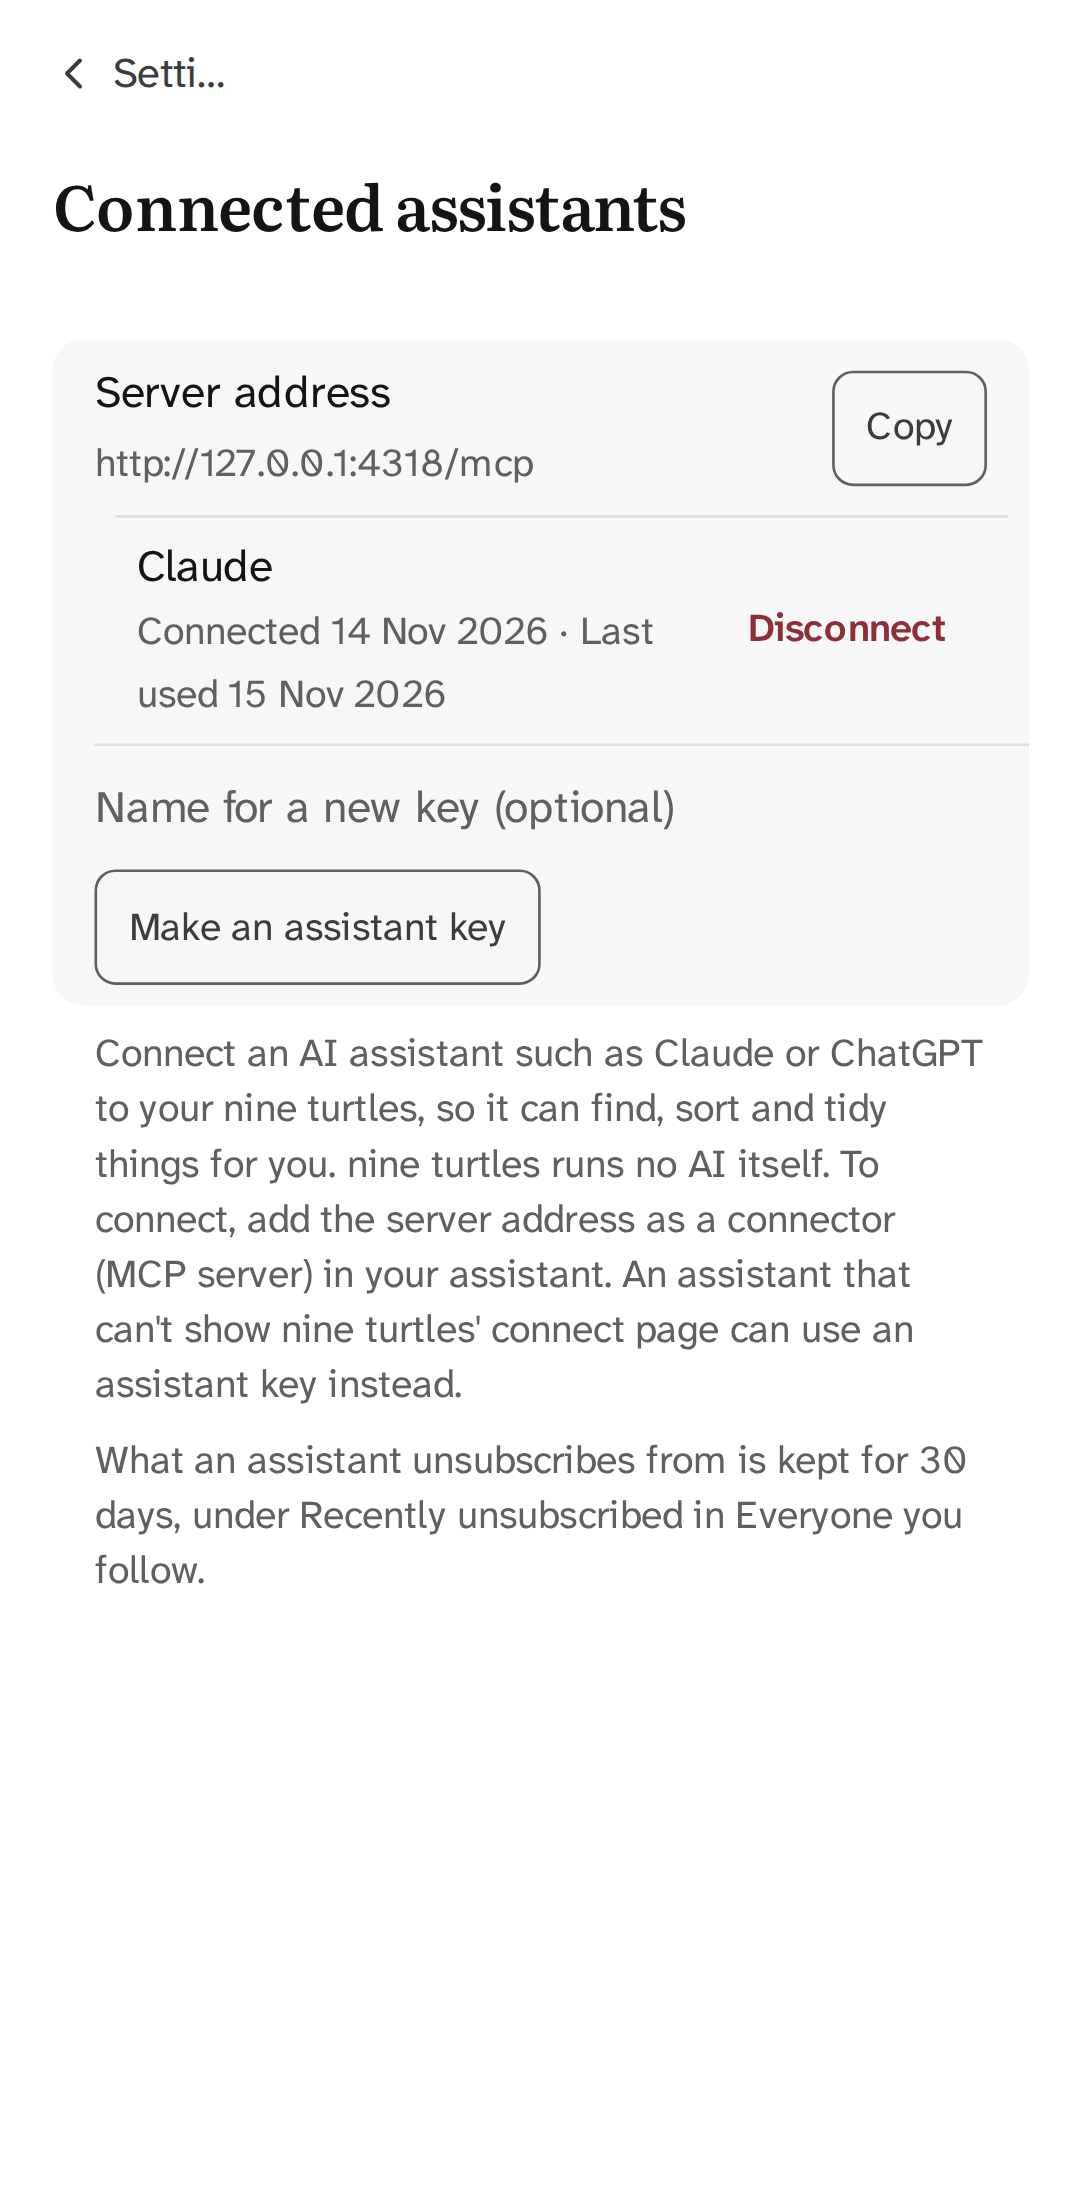 Setti...
Connected assistants
Server address
http://127.0.0.1:4318/mcp
Copy
Claude
Connected 14 Nov 2026 · Last
used 15 Nov 2026
Disconnect
Name for a new key (optional)
Make an assistant key
Connect an AI assistant such as Claude or ChatGPT
to your nine turtles, so it can find, sort and tidy
things for you. nine turtles runs no AI itself. To
connect, add the server address as a connector
(MCP server) in your assistant. An assistant that
can't show nine turtles' connect page can use an
assistant key instead.
What an assistant unsubscribes from is kept for 30
days, under Recently unsubscribed in Everyone you
follow.